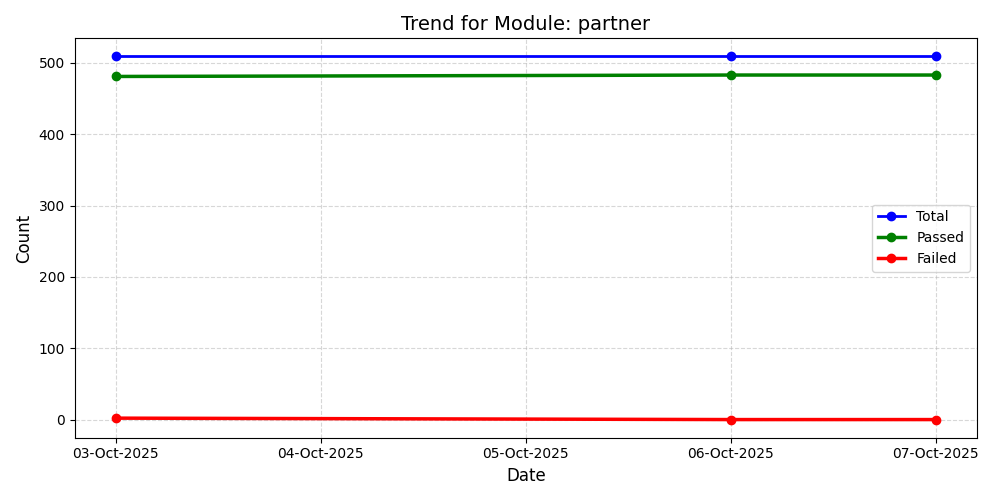 Trend for Module: partner
Count
500
400
300
200
100
0
Total
Passed
Failed
03-Oct-2025 04-Oct-2025 05-Oct-2025 06-Oct-2025 07-Oct-2025
Date